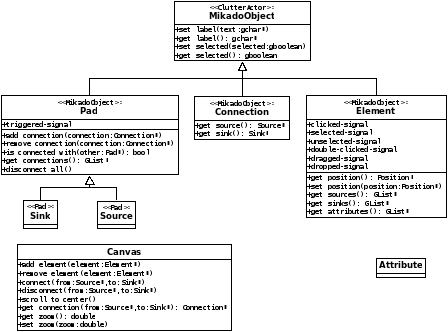 <<ClutterActor>>
MikadoObject
+set label(text:gchar*)
+get label(): gchar*
+set selected(selected:gboolean)
+get selected(): gboolean
<<MikadoObject>>
Pad
+triggered-signal
+add connection(connection:Connection*)
+remove connection(connection:Connection*)
+is connected with(other:Pad*): bool
+get connections(): GList*
+disconnect all()
<<MikadoObject>>
Connection
+get source(): Source*
+get sink(): Sink*
<<MikadoObject>>
Element
+clicked-signal
+selected-signal
+unselected-signal
+double-clicked-signal
+dragged-signal
+dropped-signal
+get position(): Position*
+set position(position:Position*)
+get sources(): GList*
+get sinks(): GList*
+get attributes(): GList*
<<Pad>>
Sink
<<Pad>>
Source
Canvas
+add element(element:Element*)
+remove element(element:Element*)
+connect(from:Source*,to:Sink*)
+disconnect(from:Source*,to:Sink*)
+scroll to center()
+get connection(from:Source*,to:Sink*): Connection*
+get zoom(): double
+set zoom(zoom:double)
Attribute